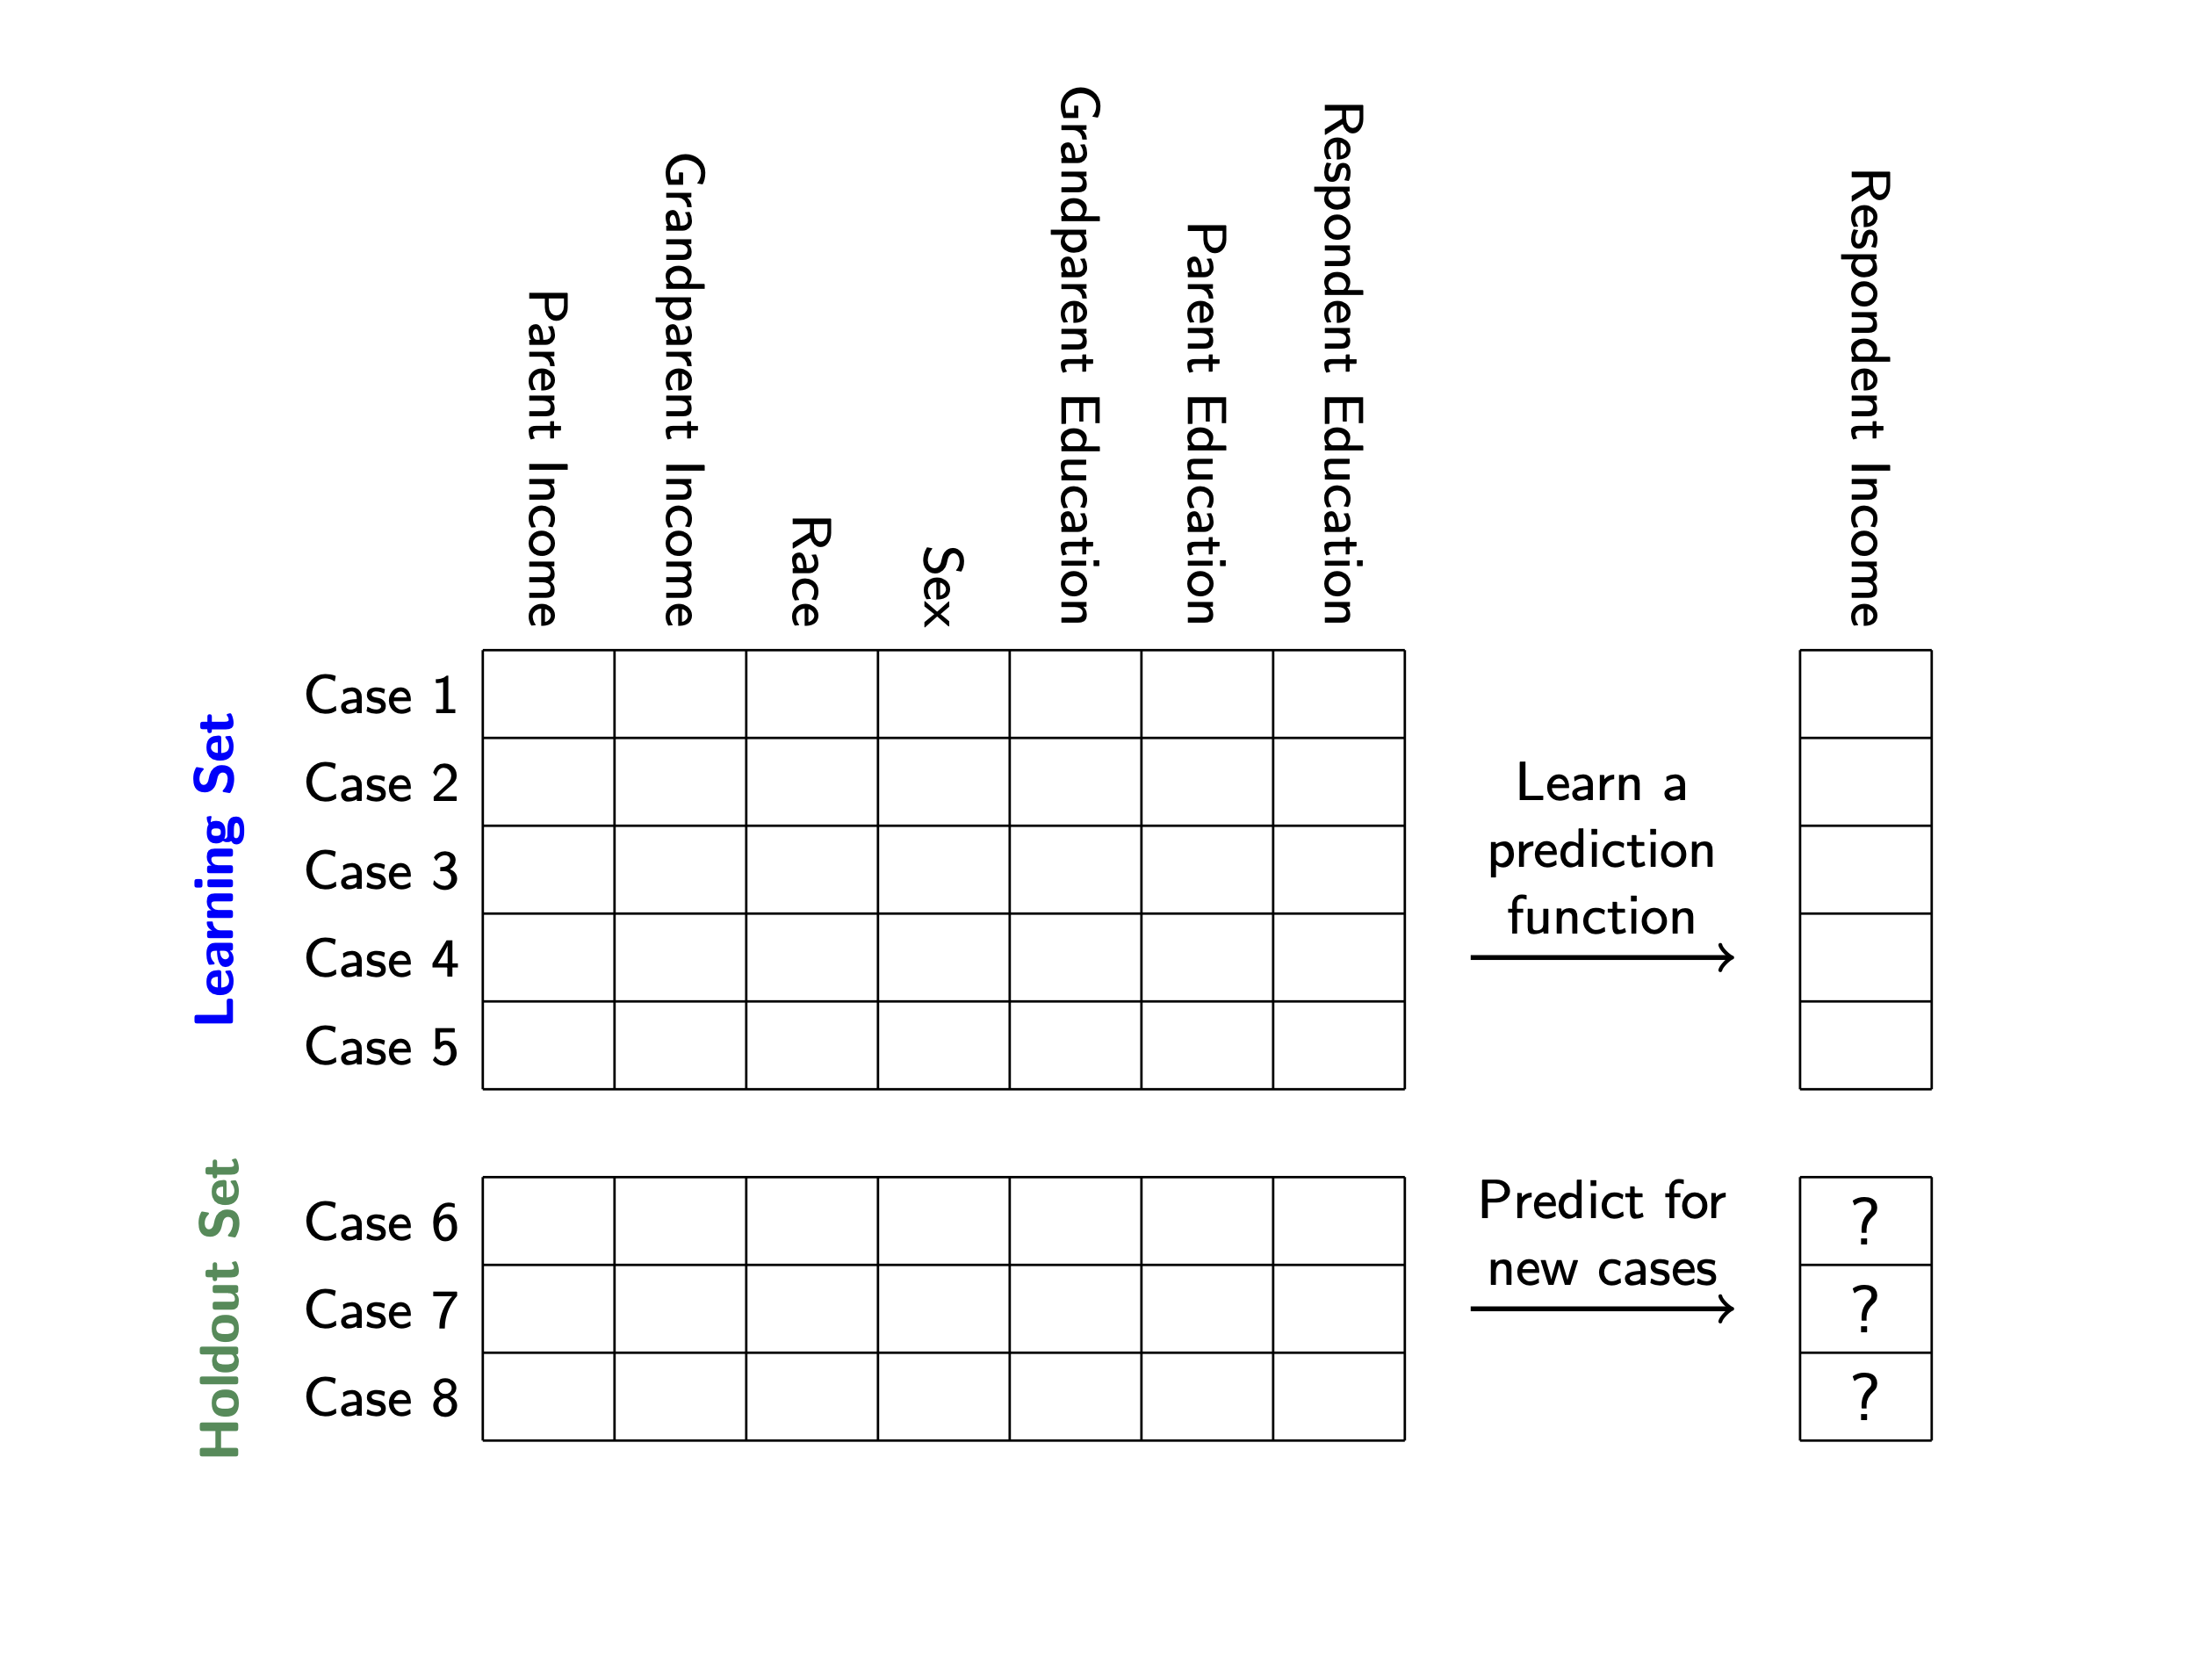 Parent Income
Grandparent Income
Race
Sex
Grandparent Education
Parent Education
Respondent Education
Respondent Income
Learning Set
Case 1
Case 2
Case 3
Case 4
Case 5
Learn a
prediction
function
Holdout Set
Case 6
Case 7
Case 8
Predict for
new cases
?
?
?